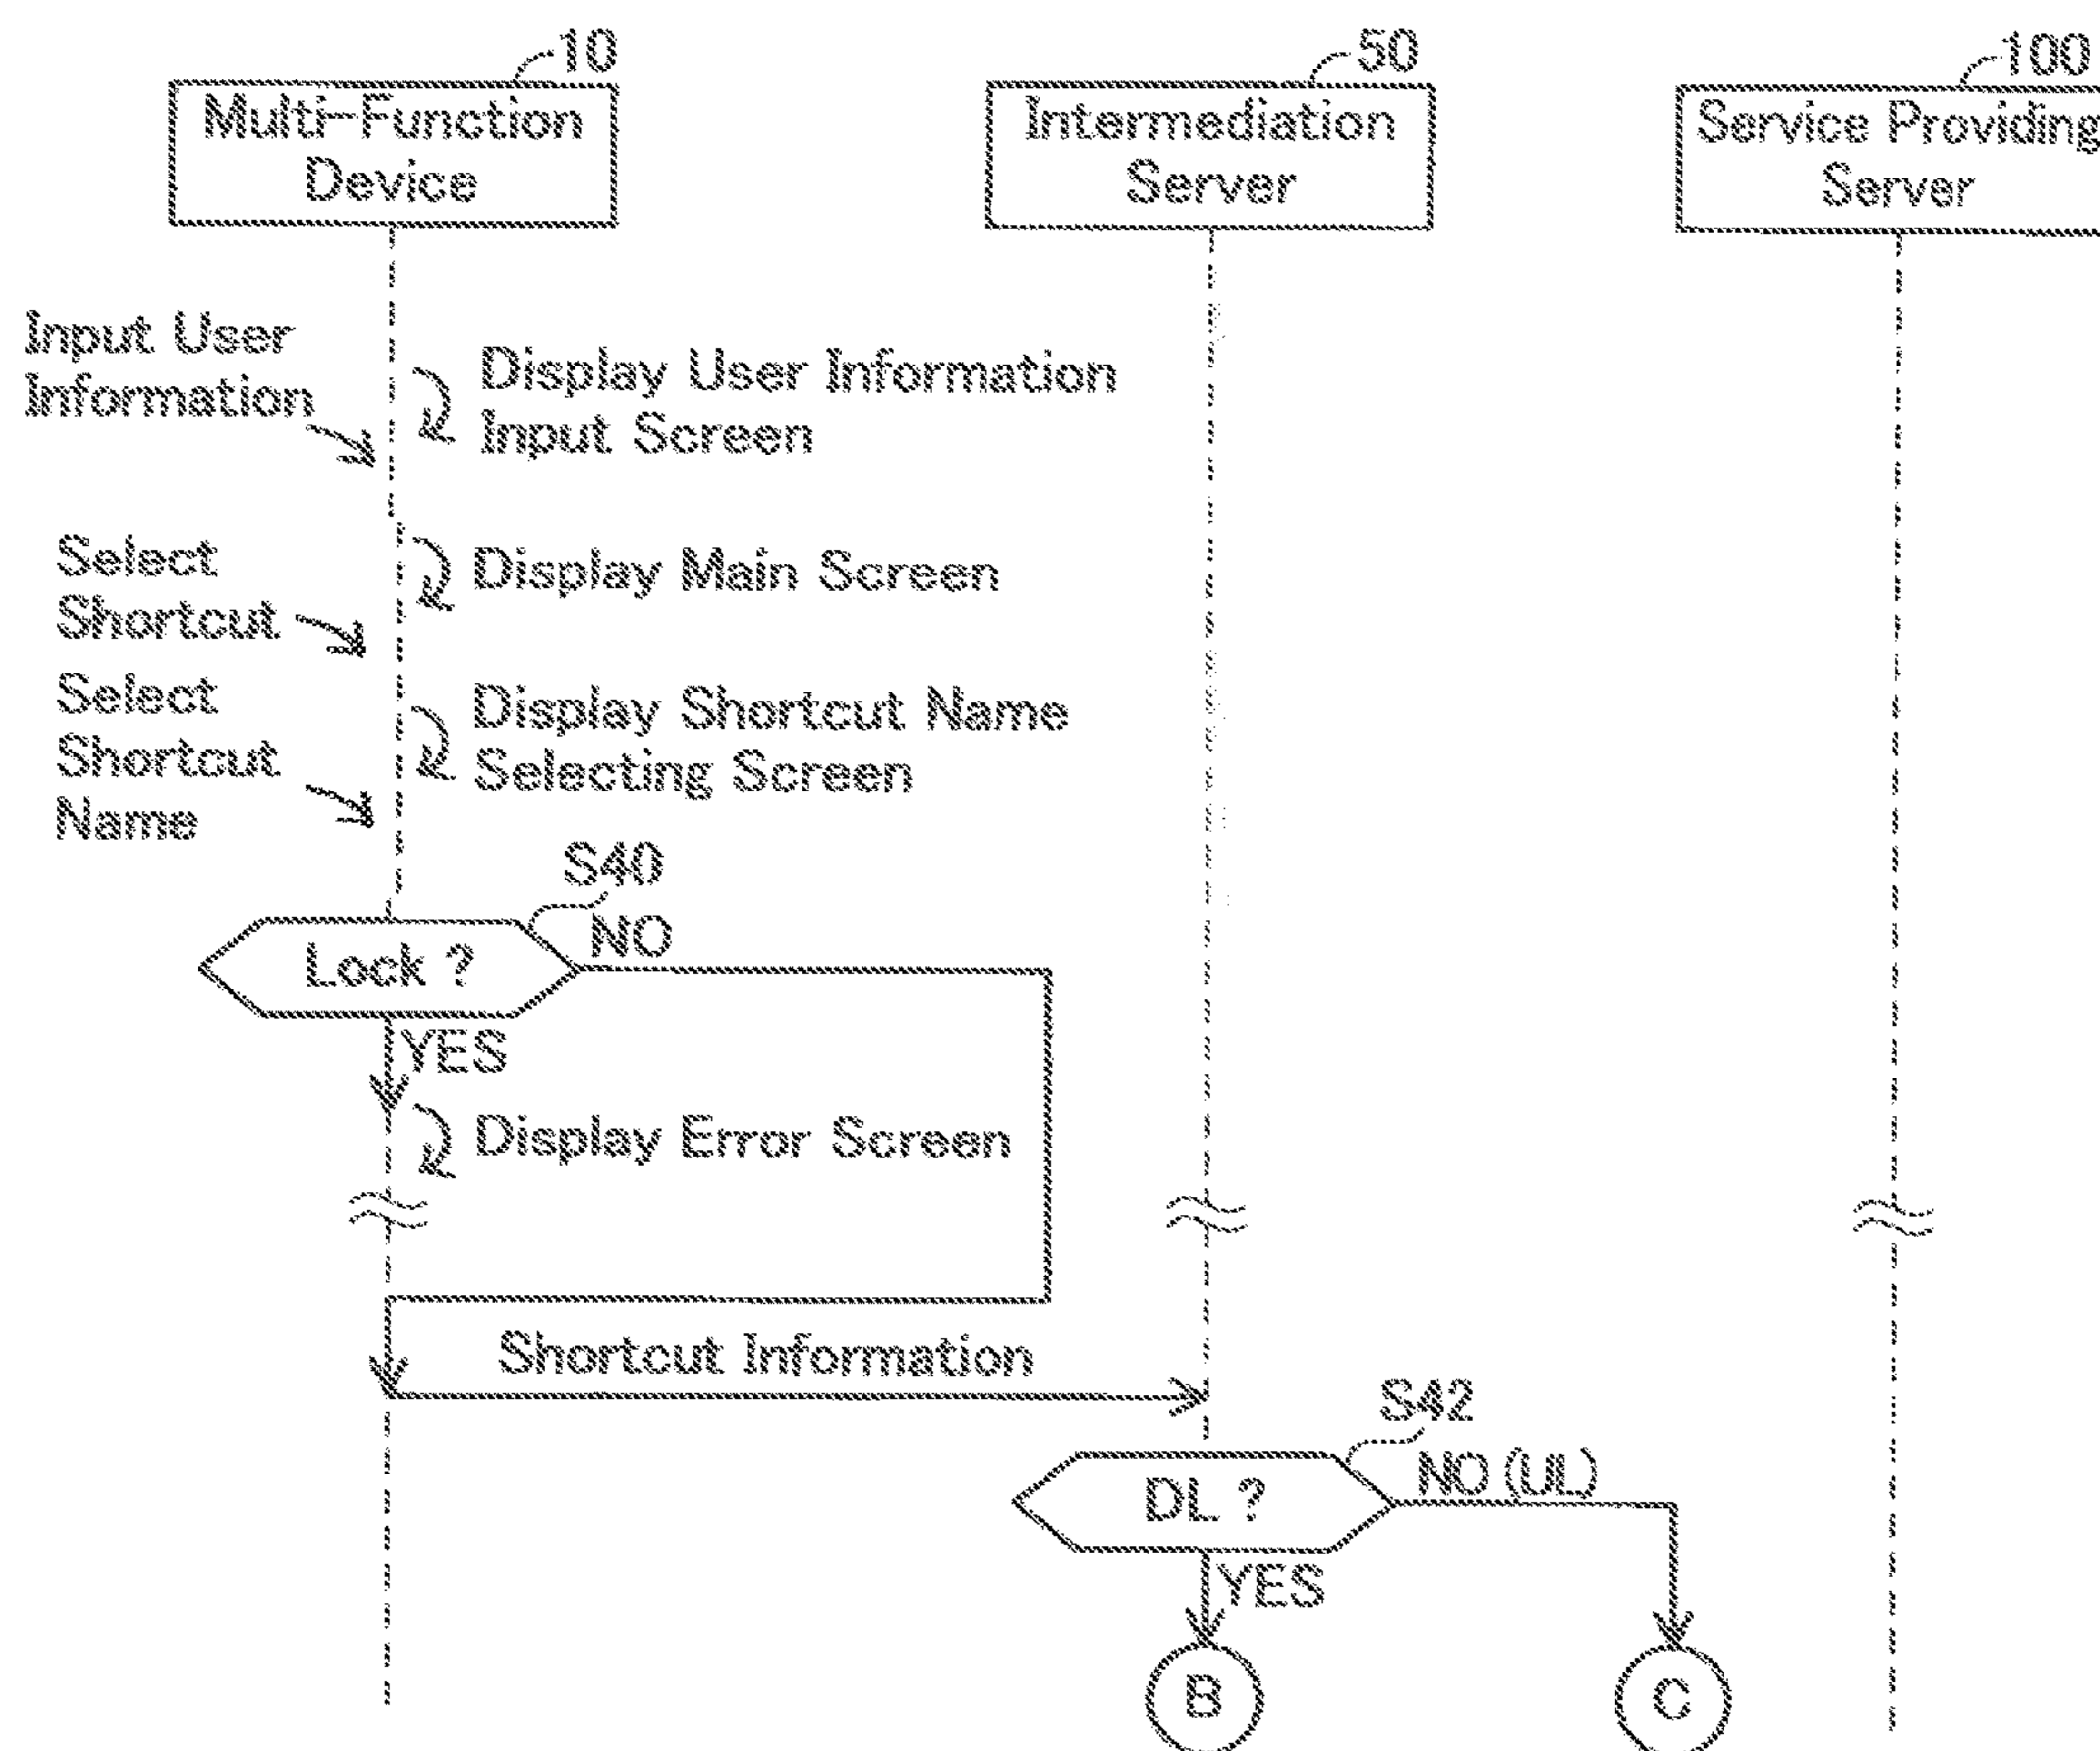 10
Multi-Function
Device
50
Intermediation
Server
100
Service Providing
Server
Input User
Information
Display User Information
Input Screen
Select
Shortcut
Display Main Screen
Select
Shortcut
Name
Display Shortcut Name
Selecting Screen
S40
Lock ?
NO
YES
Display Error Screen
Shortcut Information
S42
DL ?
NO (UL)
YES
B
C